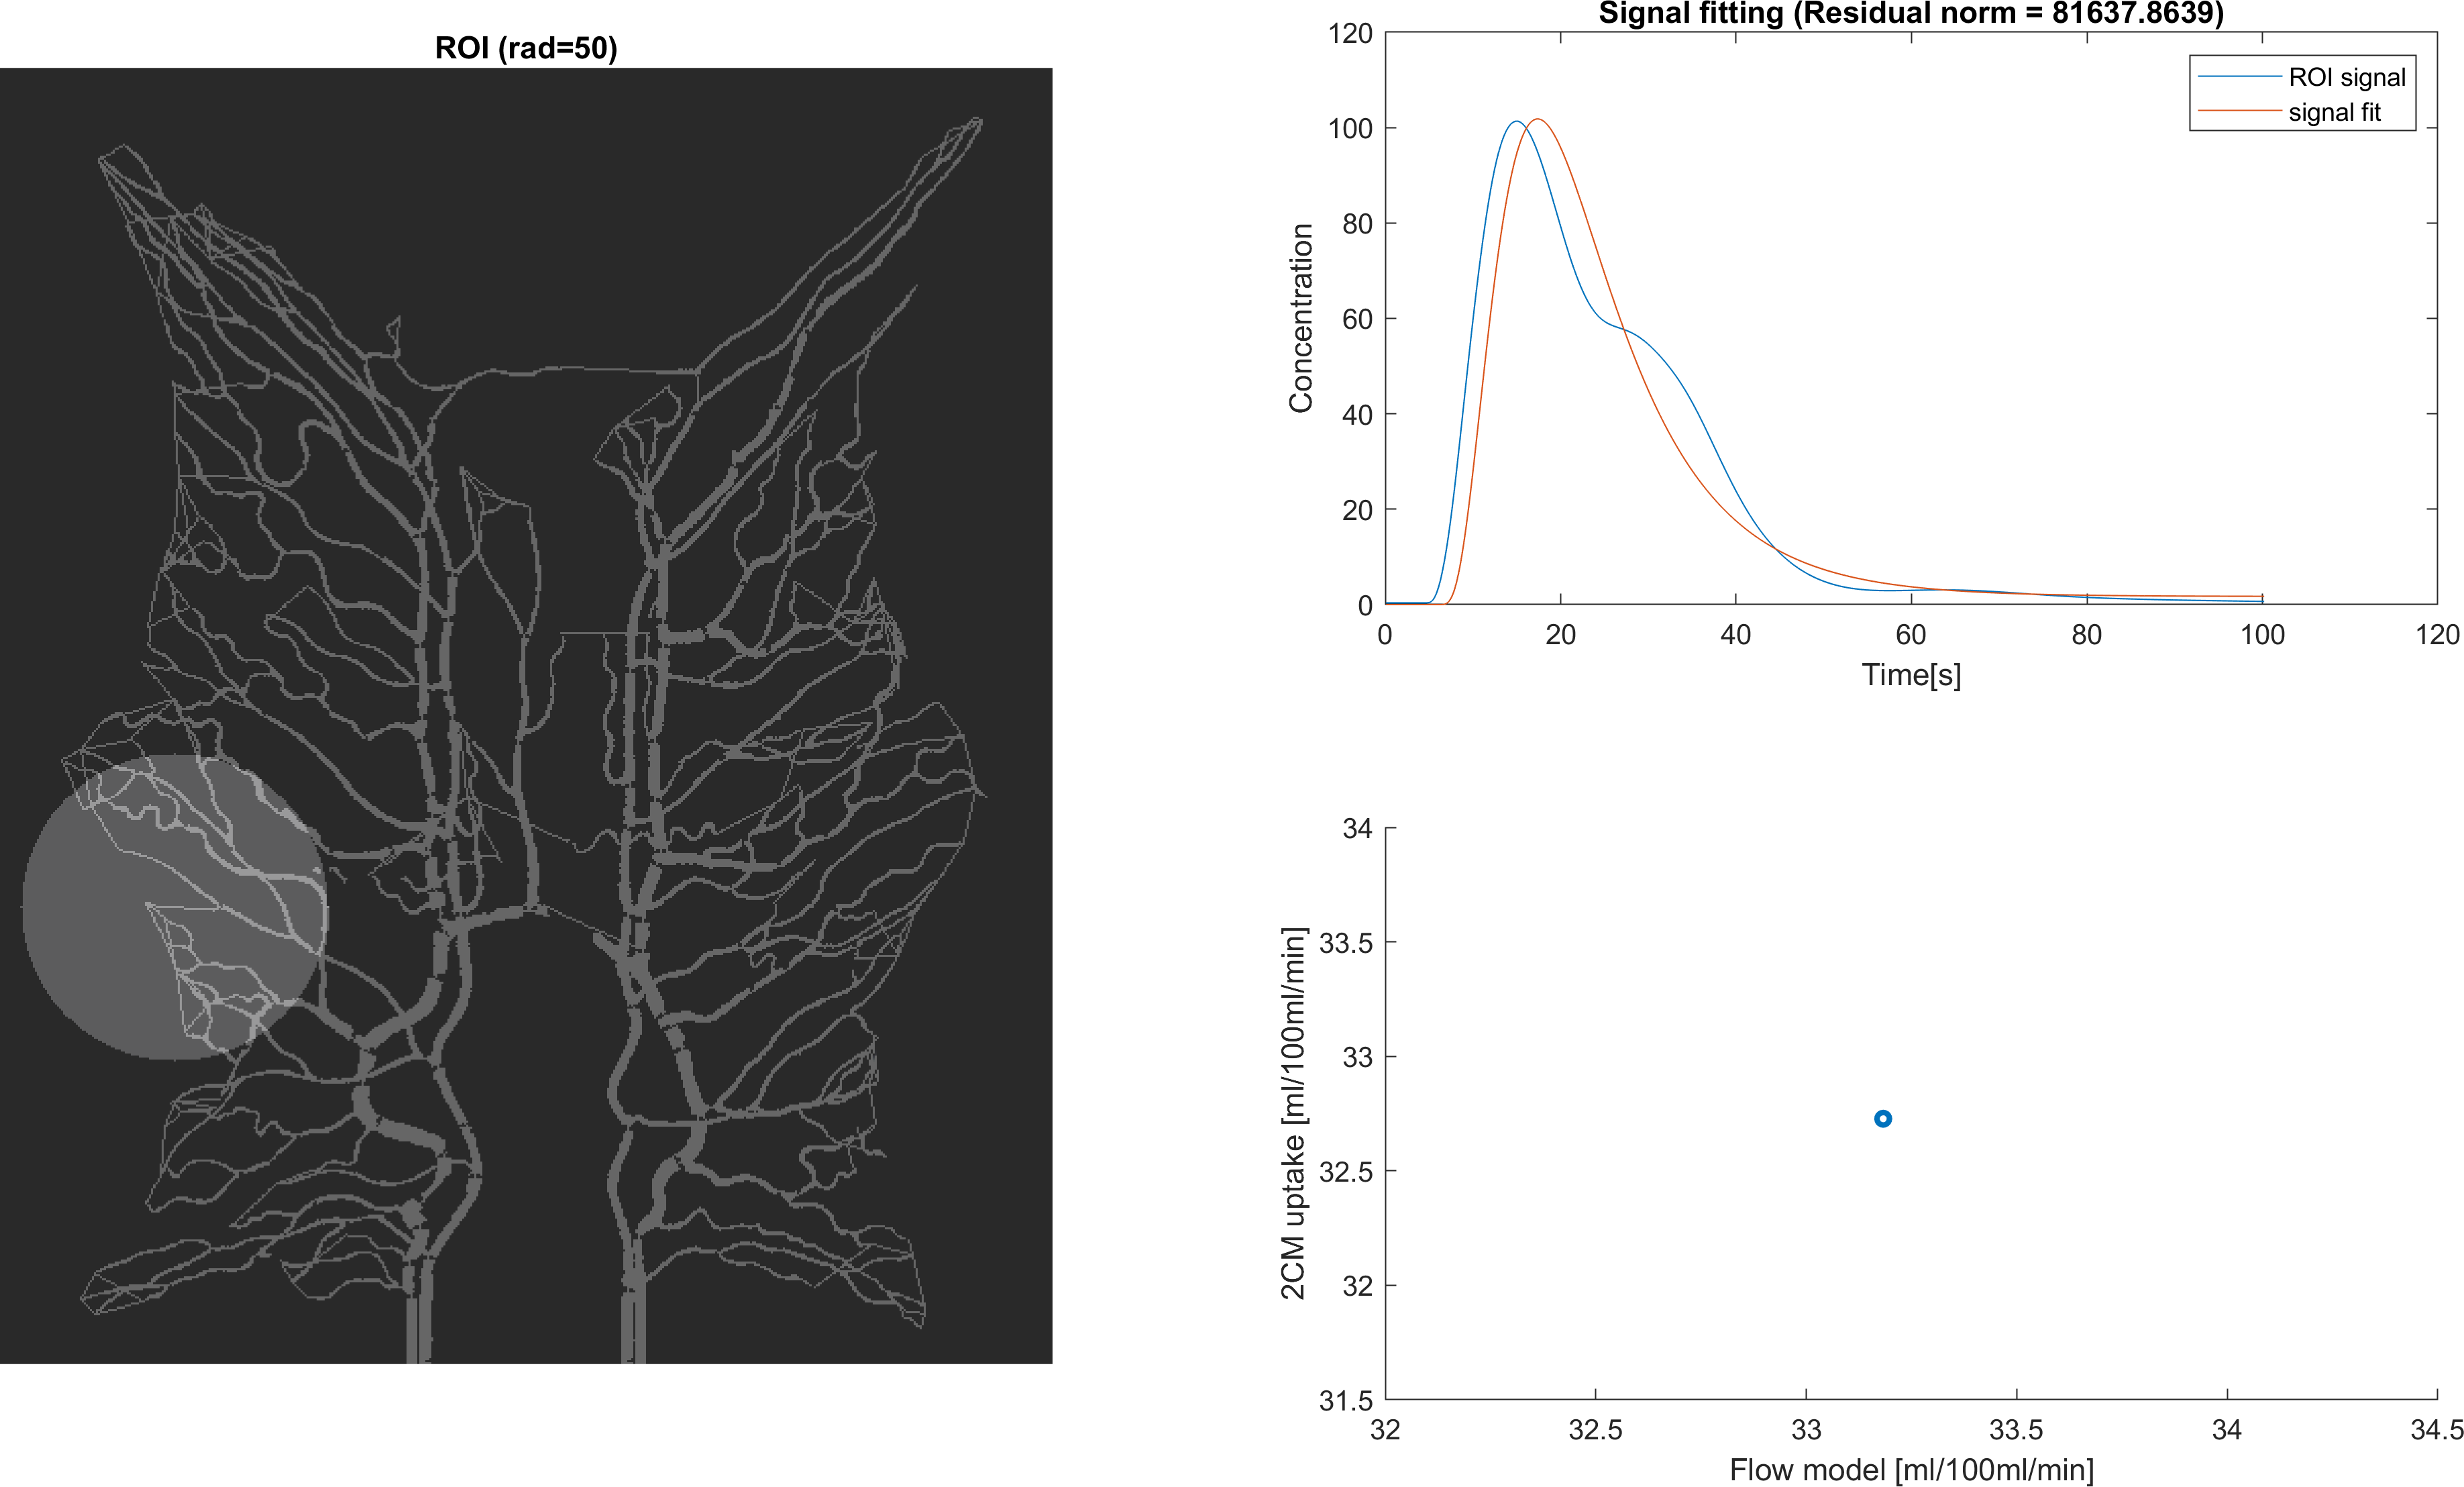 ROI (rad=50)
Signal fitting (Residual norm = 81637.8639)
120
100
80
60
40
20
0
Concentration
ROI signal
signal fit
0 20 40 60 80 100 120
Time[s]
34
33.5
33
32.5
32
31.5
2CM uptake [ml/100ml/min]
32 32.5 33 33.5 34 34.5
Flow model [ml/100ml/min]